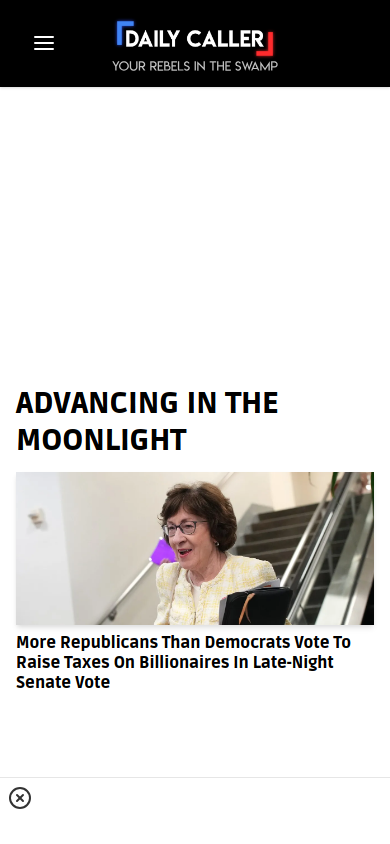 DAILY CALLER
YOUR REBELS IN THE SWAMP
ADVANCING IN THE
MOONLIGHT
More Republicans Than Democrats Vote To
Raise Taxes On Billionaires In Late-Night
Senate Vote